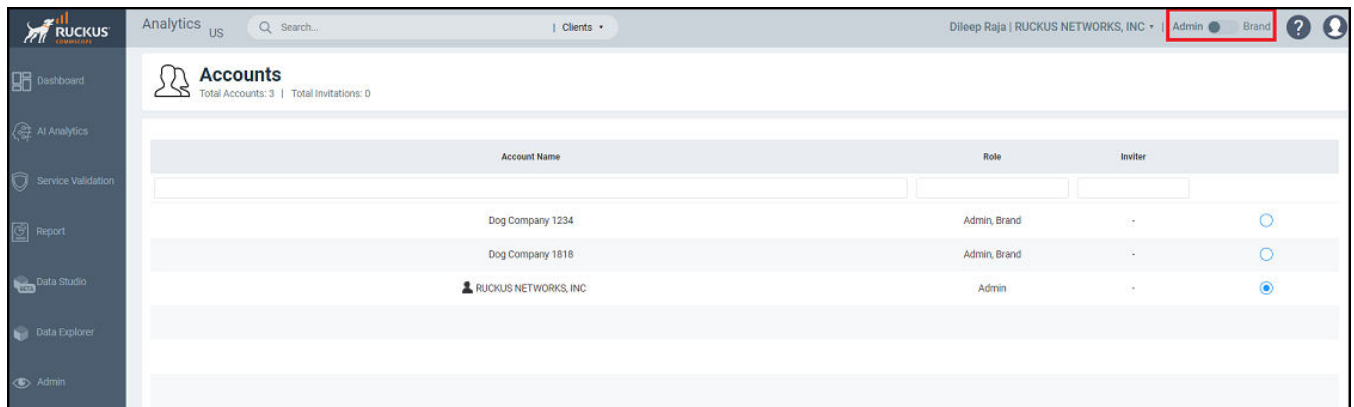 RUCKUS
COMMSCOPE
Analytics US
Search...
| Clients
Dileep Raja | RUCKUS NETWORKS, INC
|
Admin
Brand
?
Dashboard
AI Analytics
Service Validation
Report
Data Studio
BETA
Data Explorer
Admin
Accounts
Total Accounts: 3 | Total Invitations: 0
Account Name Role Inviter
Dog Company 1234 Admin, Brand -
Dog Company 1818 Admin, Brand -
RUCKUS NETWORKS, INC Admin -